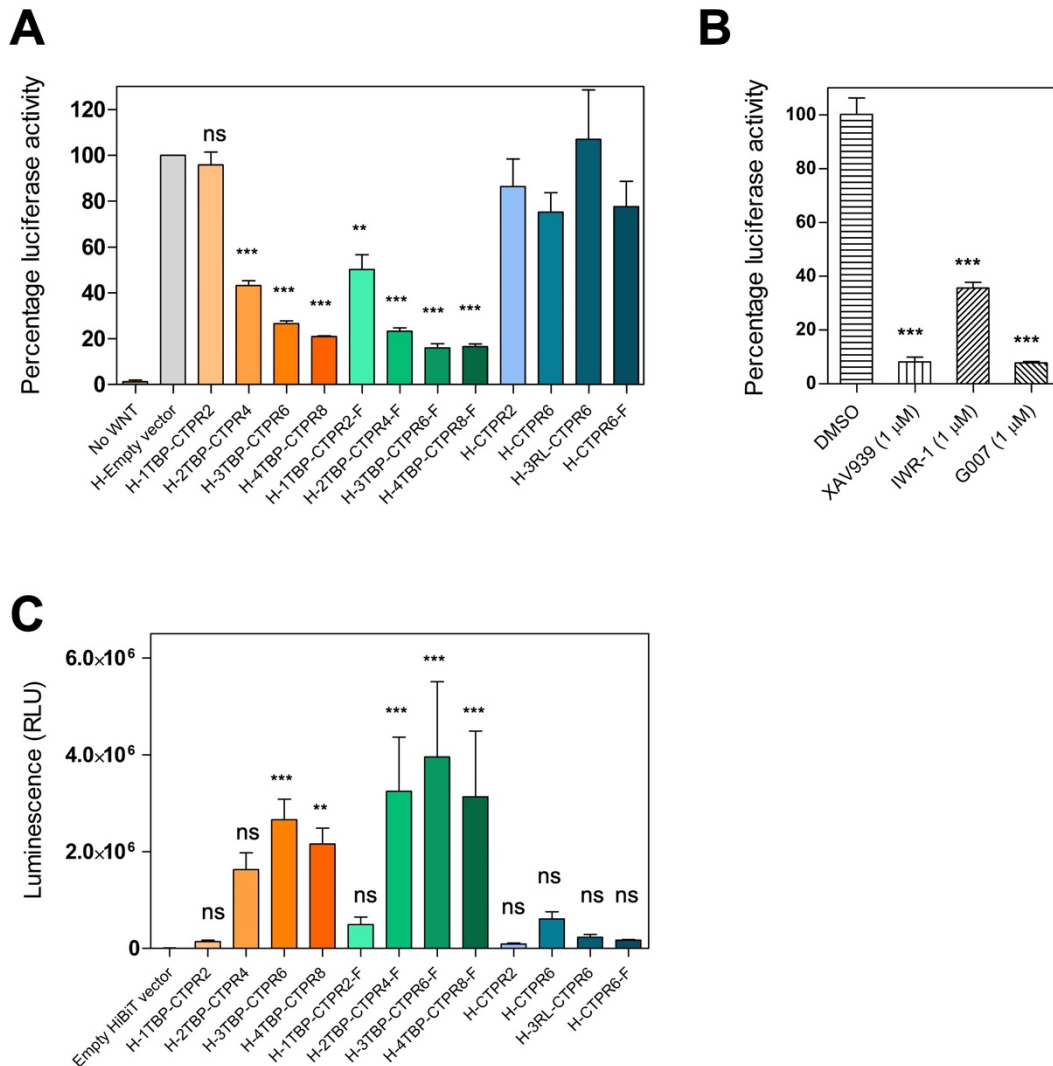 A
Percentage luciferase activity
120
100
80
60
40
20
0
ns
***
***
***
**
***
***
***
No WNT
H-Empty vector
H-1TBP-CTPR2
H-2TBP-CTPR4
H-3TBP-CTPR6
H-4TBP-CTPR8
H-1TBP-CTPR2-F
H-2TBP-CTPR4-F
H-3TBP-CTPR6-F
H-4TBP-CTPR8-F
H-CTPR2
H-CTPR6
H-3RL-CTPR6
H-CTPR6-F
B
Percentage luciferase activity
100
80
60
40
20
0
***
***
***
DMSO
XAV939 (1 μM)
IWR-1 (1 μM)
G007 (1 μM)
C
Luminescence (RLU)
6.0×10⁶
4.0×10⁶
2.0×10⁶
0
ns
ns
***
**
ns
***
***
***
ns
ns
ns
ns
Empty HiBiT vector
H-1TBP-CTPR2
H-2TBP-CTPR4
H-3TBP-CTPR6
H-4TBP-CTPR8
H-1TBP-CTPR2-F
H-2TBP-CTPR4-F
H-3TBP-CTPR6-F
H-4TBP-CTPR8-F
H-CTPR2
H-CTPR6
H-3RL-CTPR6
H-CTPR6-F